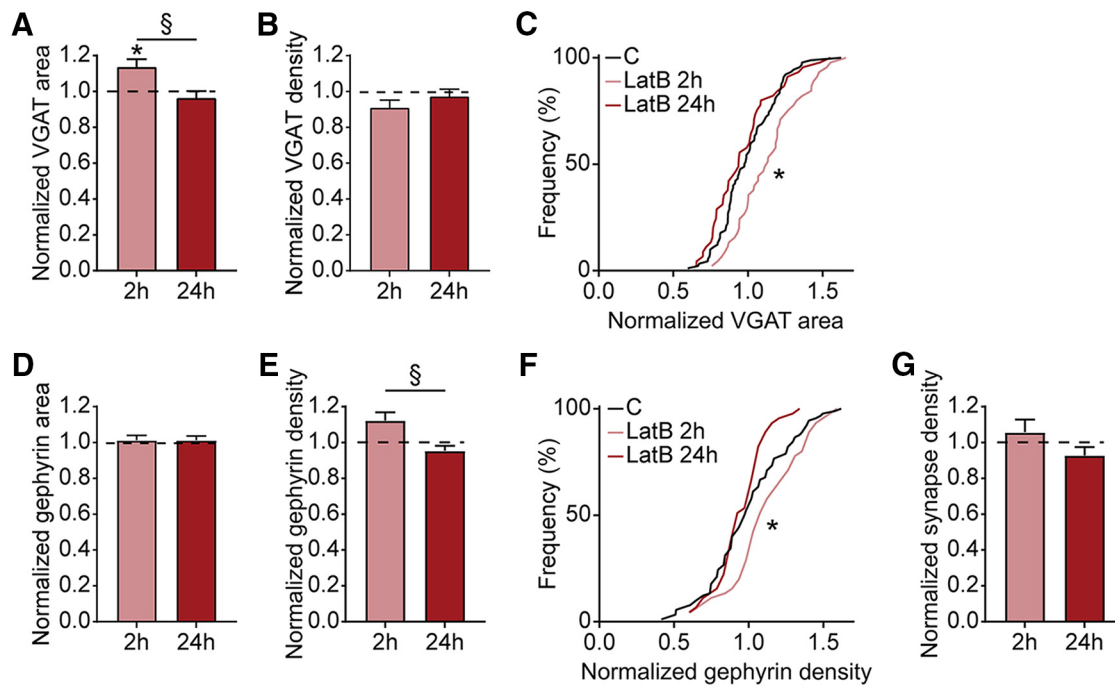 A
Normalized VGAT area
1.2
1.0
0.8
0.6
0.4
0.2
0.0
*
§
2h
24h
B
Normalized VGAT density
1.2
1.0
0.8
0.6
0.4
0.2
0.0
2h
24h
C
Frequency (%)
100
50
0
C
LatB 2h
LatB 24h
*
0.0
0.5
1.0
1.5
Normalized VGAT area
D
Normalized gephyrin area
1.2
1.0
0.8
0.6
0.4
0.2
0.0
2h
24h
E
Normalized gephyrin density
1.2
1.0
0.8
0.6
0.4
0.2
0.0
§
2h
24h
F
Frequency (%)
100
50
0
C
LatB 2h
LatB 24h
*
0.0
0.5
1.0
1.5
Normalized gephyrin density
G
Normalized synapse density
1.2
1.0
0.8
0.6
0.4
0.2
0.0
2h
24h